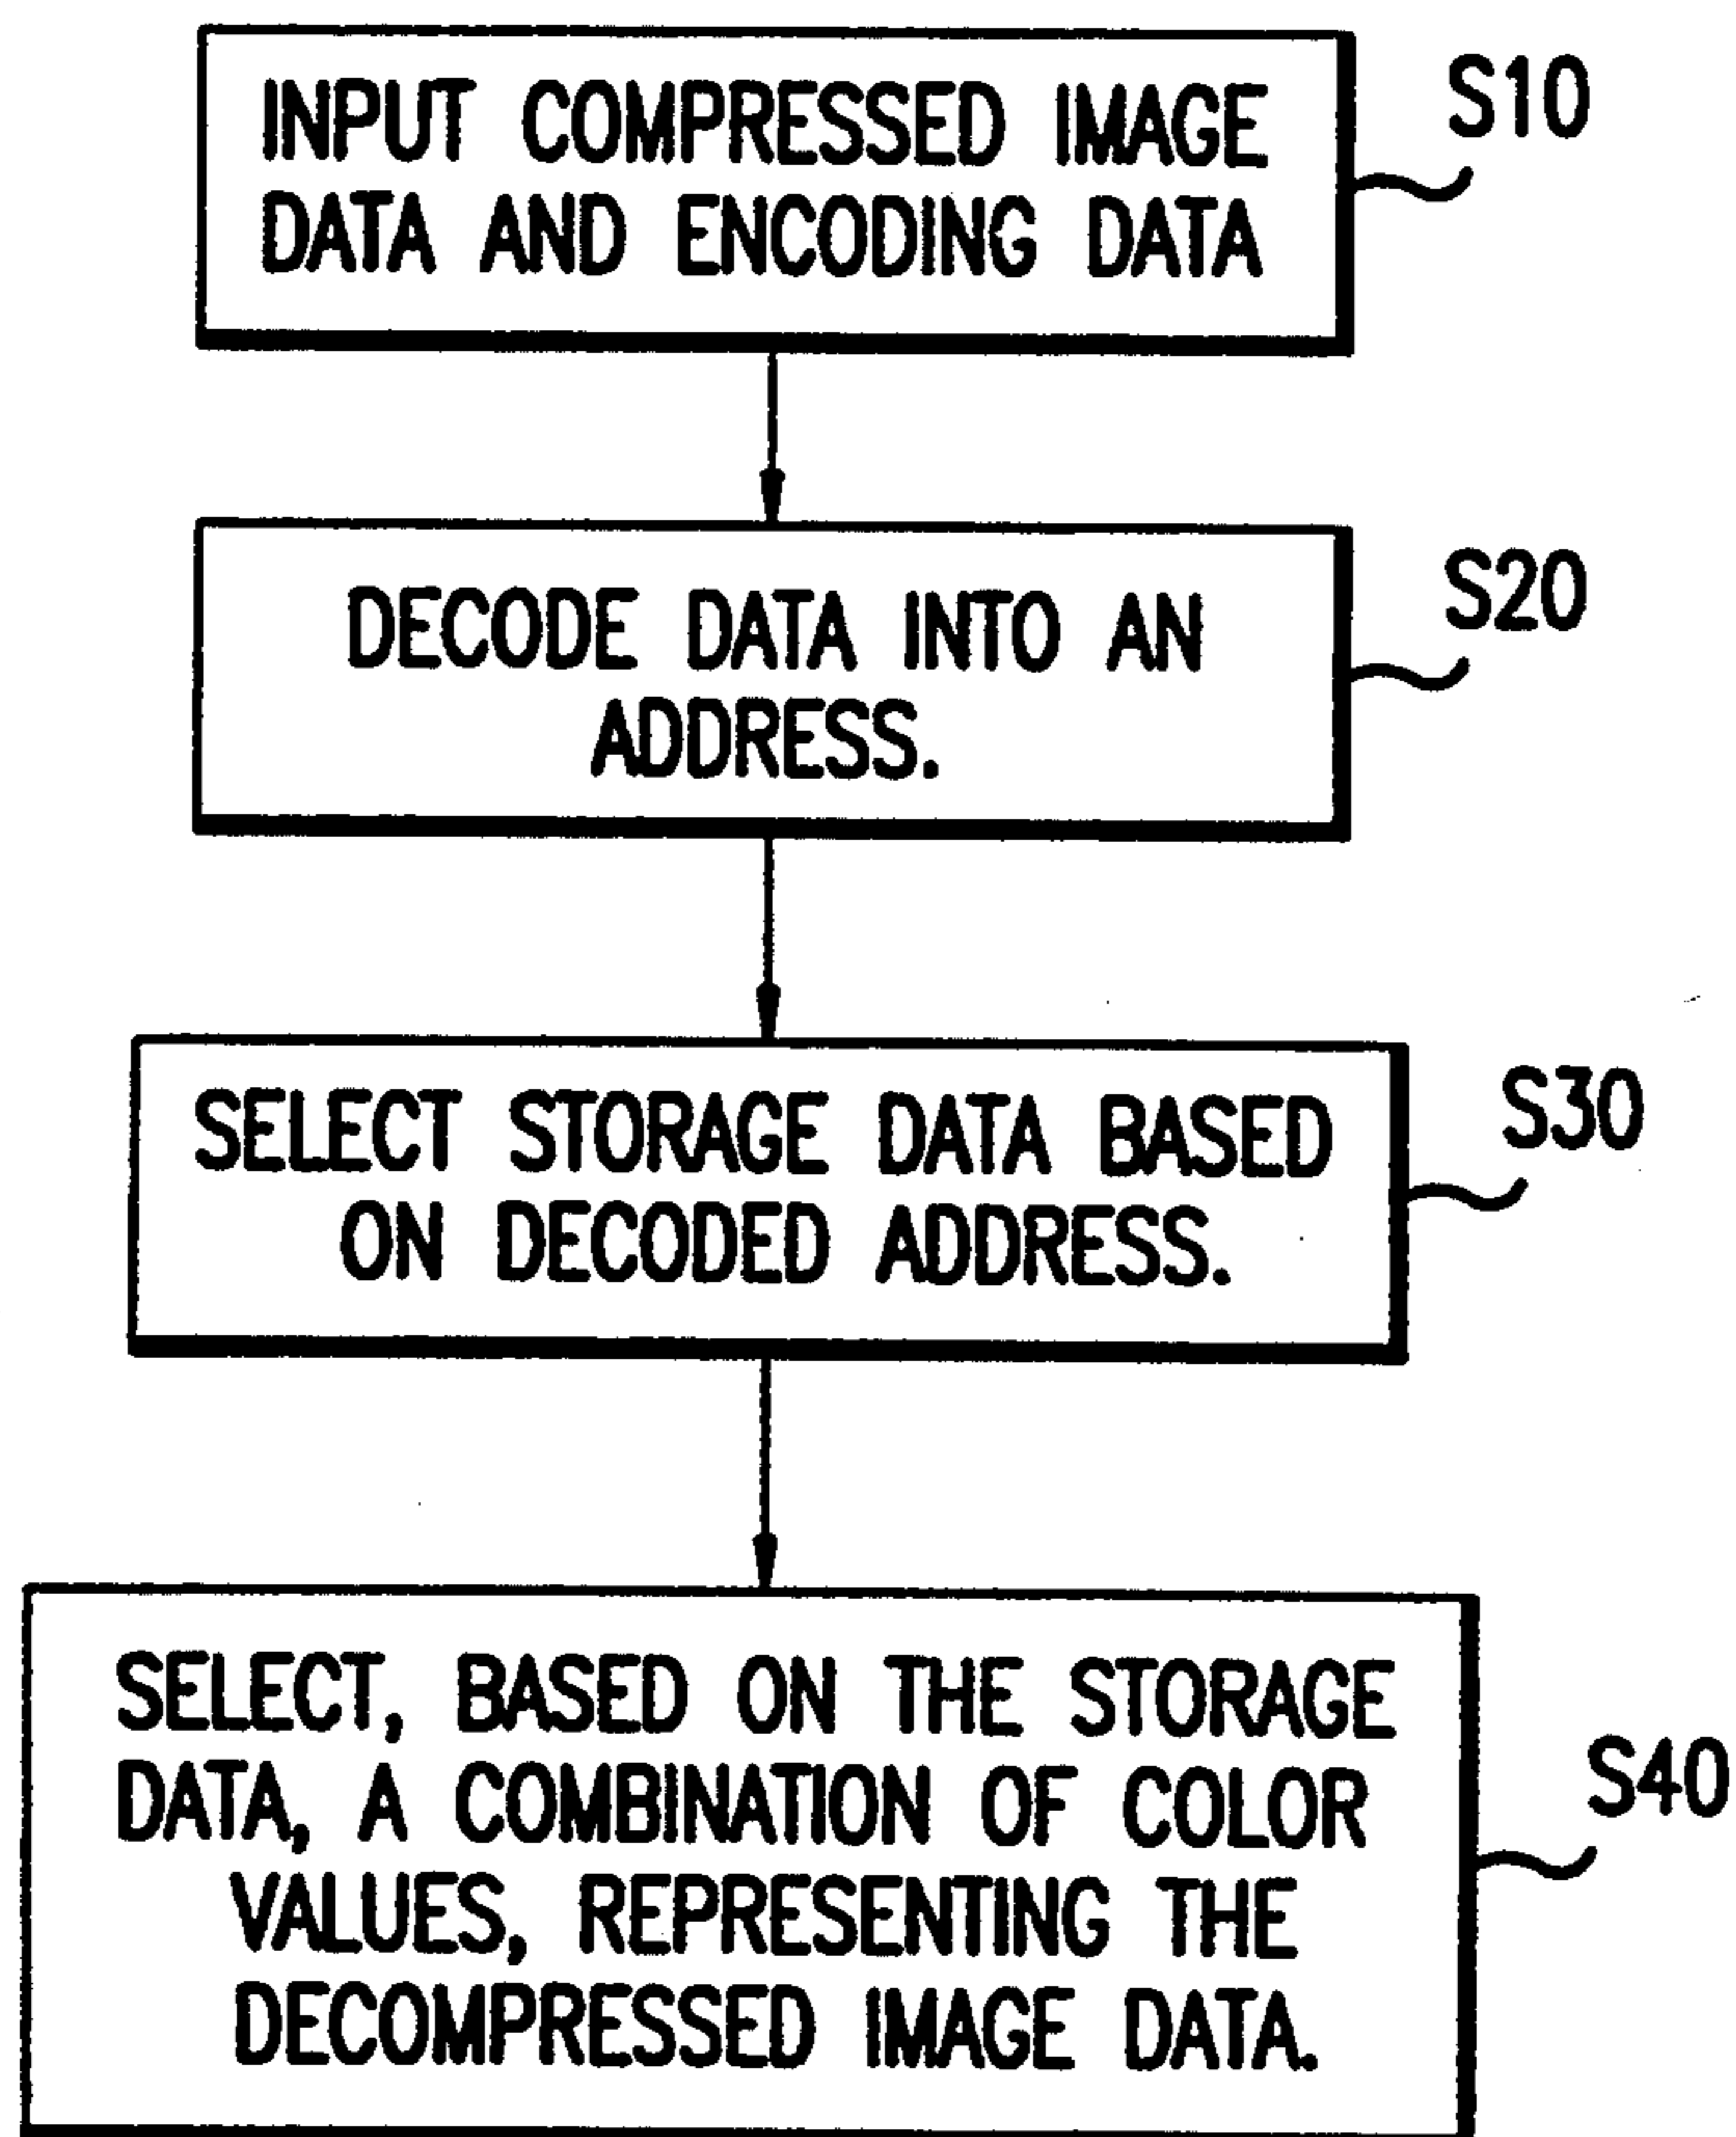 INPUT COMPRESSED IMAGE
DATA AND ENCODING DATA
S10
DECODE DATA INTO AN
ADDRESS.
S20
SELECT STORAGE DATA BASED
ON DECODED ADDRESS.
S30
SELECT, BASED ON THE STORAGE
DATA, A COMBINATION OF COLOR
VALUES, REPRESENTING THE
DECOMPRESSED IMAGE DATA.
S40